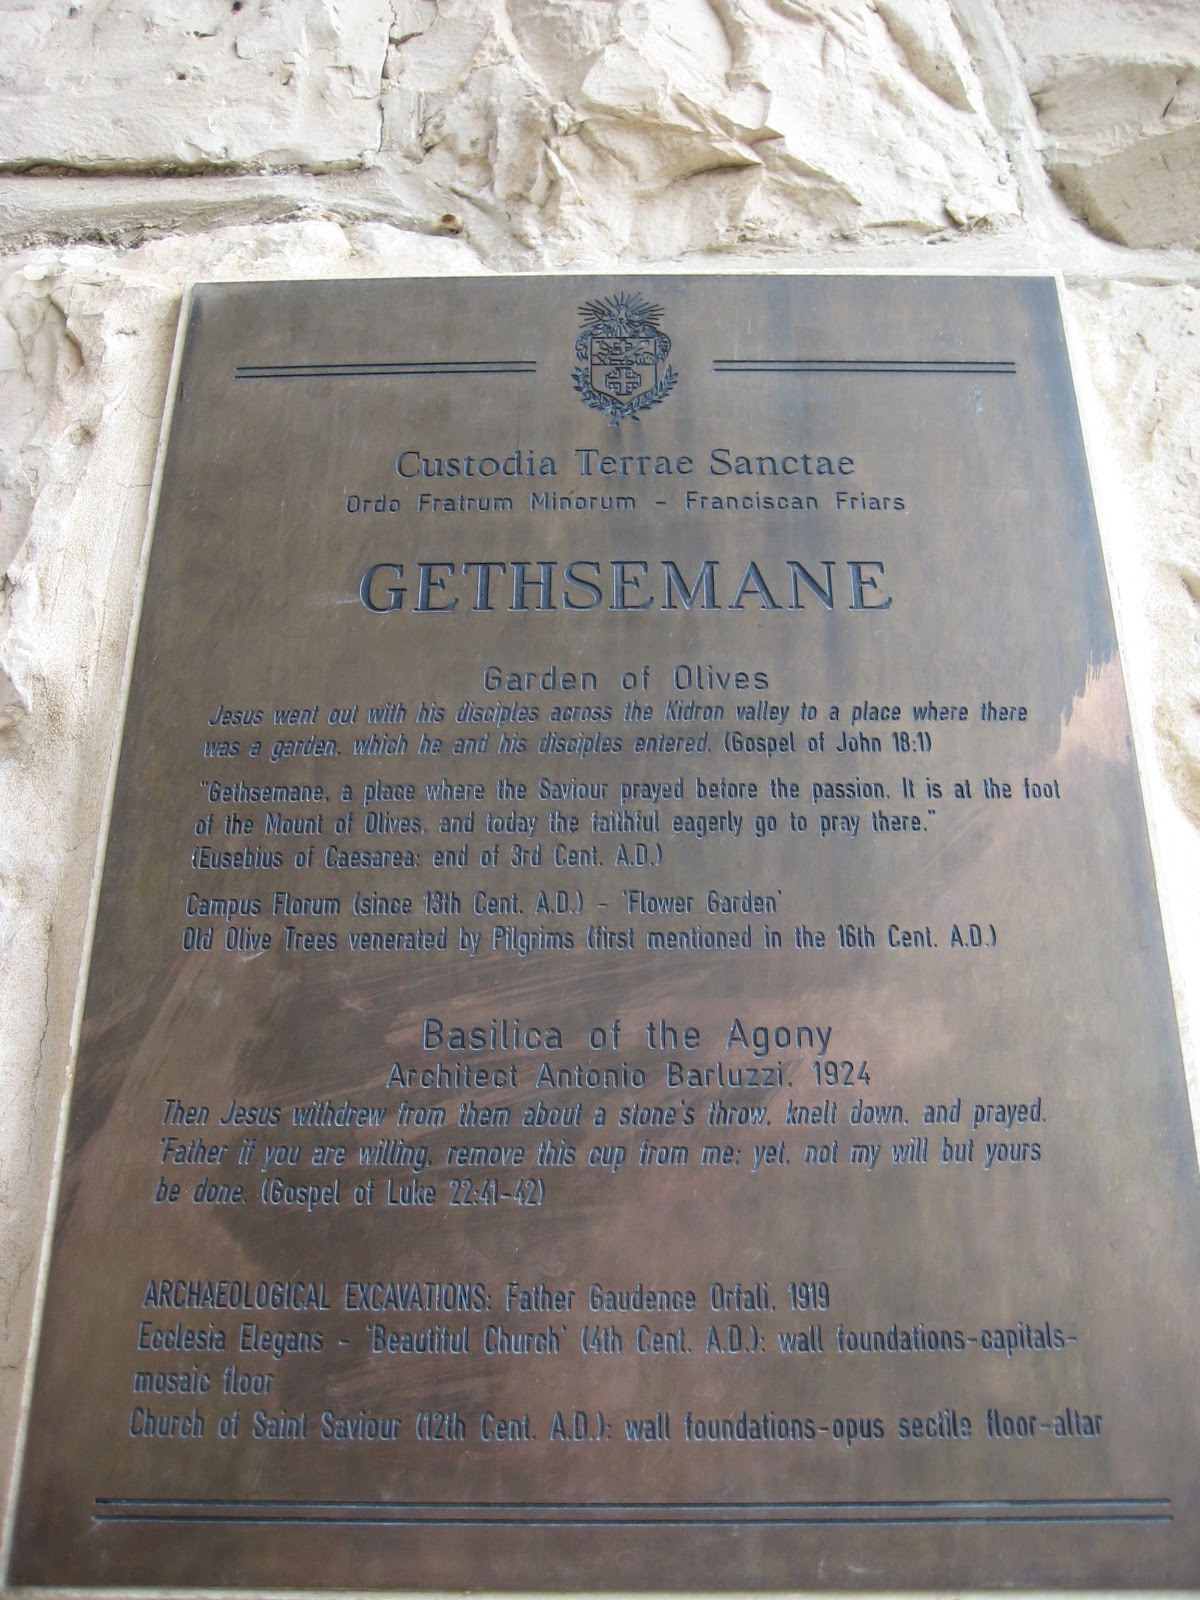 Custodia Terrae Sanctae
Ordo Fratrum Minorum - Franciscan Friars
GETHSEMANE
Garden of Olives
Jesus went out with his disciples across the Kidron valley to a place where there
was a garden, which he and his disciples entered. (Gospel of John 18:1)
"Gethsemane, a place where the Saviour prayed before the passion. It is at the foot
of the Mount of Olives, and today the faithful eagerly go to pray there."
(Eusebius of Caesarea: end of 3rd Cent. A.D.)
Campus Florum (since 13th Cent. A.D.) - 'Flower Garden'
Old Olive Trees venerated by Pilgrims (first mentioned in the 16th Cent. A.D.)
Basilica of the Agony
Architect Antonio Barluzzi, 1924
Then Jesus withdrew from them about a stone's throw, knelt down, and prayed.
'Father if you are willing, remove this cup from me; yet, not my will but yours
be done. (Gospel of Luke 22:41-42)
ARCHAEOLOGICAL EXCAVATIONS: Father Gaudence Orfali, 1919
Ecclesia Elegans - 'Beautiful Church' (4th Cent. A.D.): wall foundations-capitals-
mosaic floor
Church of Saint Saviour (12th Cent. A.D.): wall foundations-opus sectile floor-altar